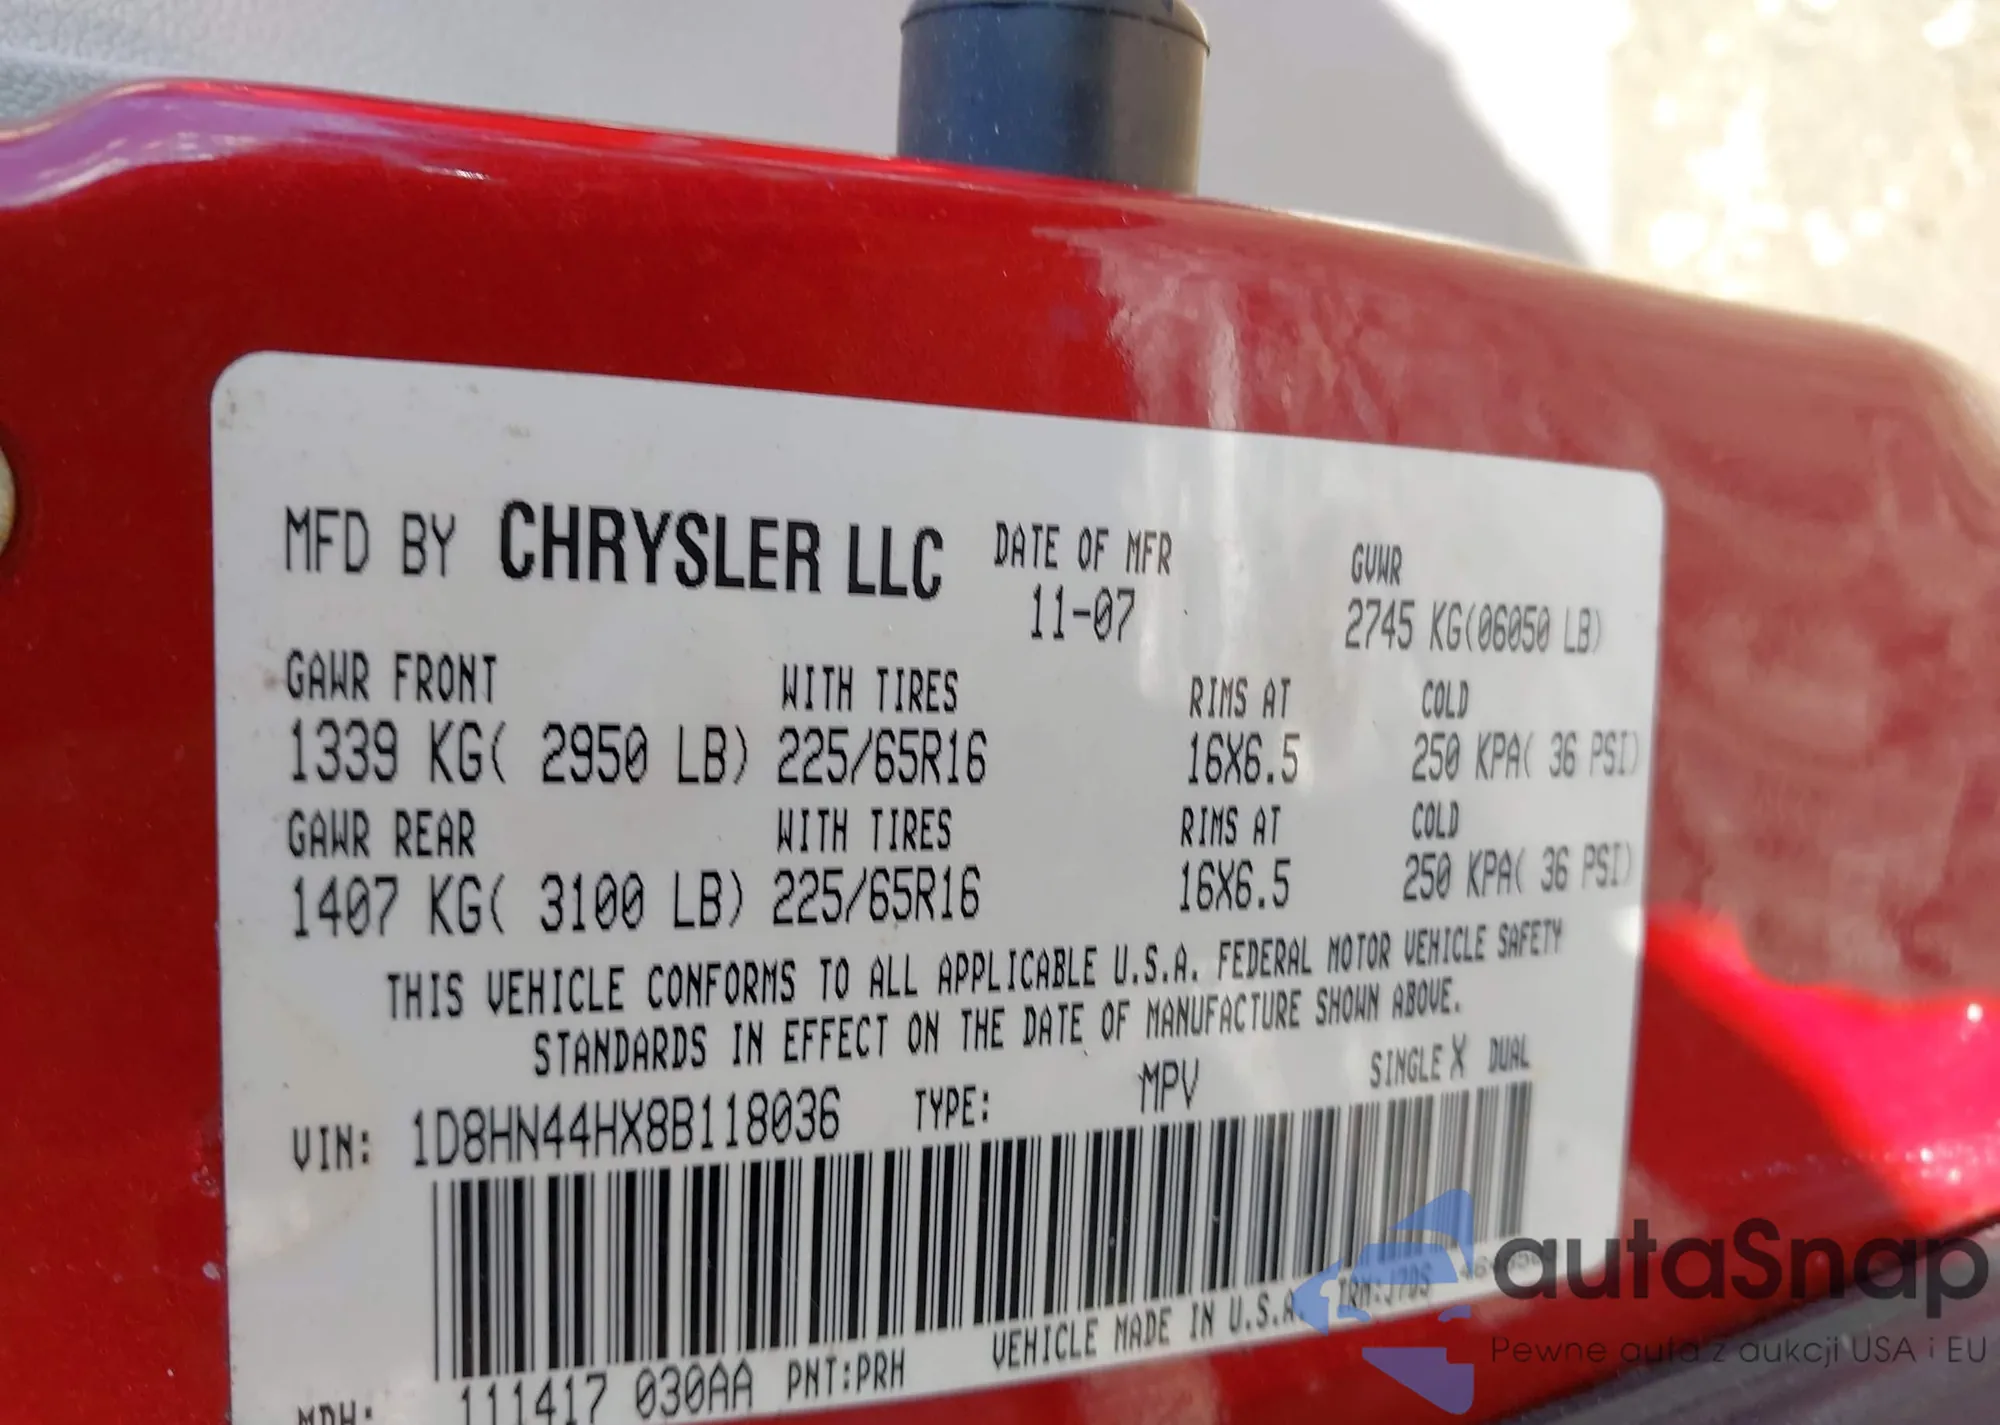 MFD BY CHRYSLER LLC DATE OF MFR GVWR
11-07 2745 KG(06050 LB)
GAWR FRONT WITH TIRES RIMS AT COLD
1339 KG( 2950 LB) 225/65R16 16X6.5 250 KPA( 36 PSI)
GAWR REAR WITH TIRES RIMS AT COLD
1407 KG( 3100 LB) 225/65R16 16X6.5 250 KPA( 36 PSI)
THIS VEHICLE CONFORMS TO ALL APPLICABLE U.S.A. FEDERAL MOTOR VEHICLE SAFETY
STANDARDS IN EFFECT ON THE DATE OF MANUFACTURE SHOWN ABOVE.
VIN: 1D8HN44HX8B118036 TYPE: MPV SINGLE X DUAL
MDH: 111417 030AA PNT:PRH VEHICLE MADE IN U.S.A. TRM:J7DS
autaSnap
Pewne auta z aukcji USA i EU